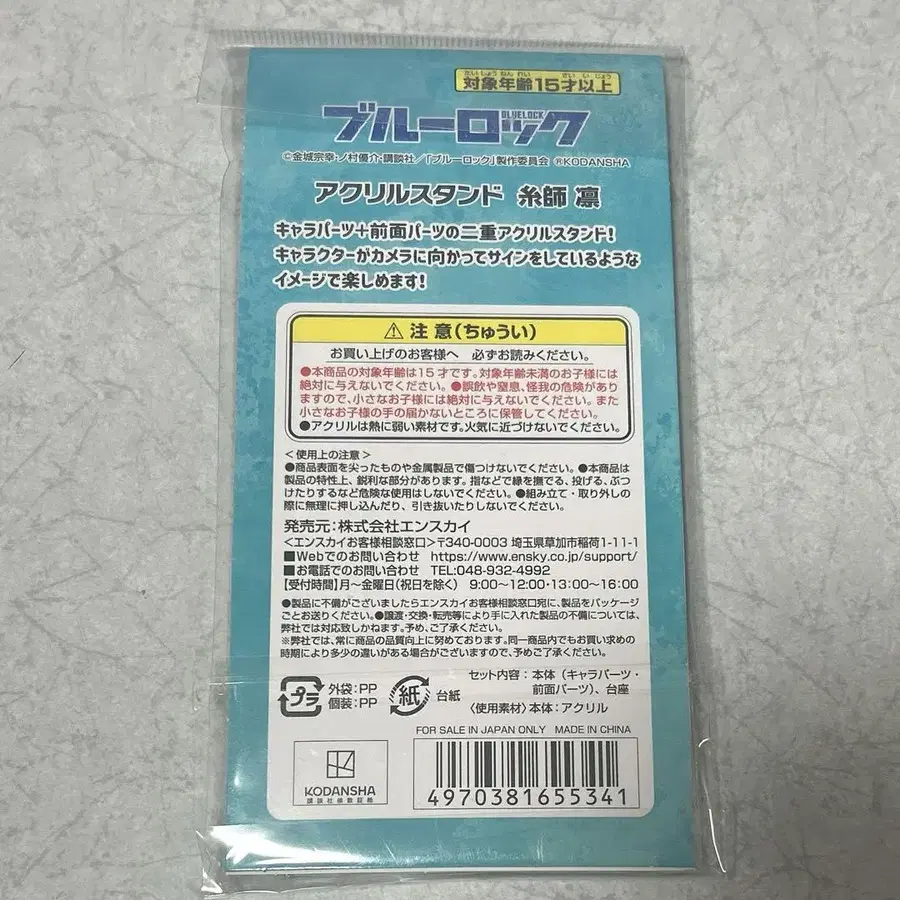 たいしょうねんれい さいいじょう
対象年齢15才以上
ブルーロック
BLUELOCK
©金城宗幸・ノ村優介・講談社／「ブルーロック」製作委員会 ®KODANSHA
アクリルスタンド 糸師 凛
キャラパーツ+前面パーツの二重アクリルスタンド!
キャラクターがカメラに向かってサインをしているような
イメージで楽しめます!
⚠ 注意(ちゅうい)
お買い上げのお客様へ 必ずお読みください。
●本商品の対象年齢は15才です。対象年齢未満のお子様には
絶対に与えないでください。●誤飲や窒息、怪我の危険があり
ますので、小さなお子様には絶対に与えないでください。また
小さなお子様の手の届かないところに保管してください。
●アクリルは熱に弱い素材です。火気に近づけないでください。
<使用上の注意>
●商品表面を尖ったものや金属製品で傷つけないでください。●本商品は
製品の特性上、鋭利な部分があります。指などで縁を撫でる、投げる、ぶつ
けたりするなど危険な使用はしないでください。●組み立て・取り外しの
際に無理に押し込んだり、引き抜いたりしないでください。
発売元:株式会社エンスカイ
<エンスカイお客様相談窓口>〒340-0003 埼玉県草加市稲荷1-11-1
■Webでのお問い合わせ https://www.ensky.co.jp/support/
■お電話でのお問い合わせ TEL:048-932-4992
【受付時間】月〜金曜日(祝日を除く) 9:00〜12:00・13:00〜16:00
●製品に不備がございましたらエンスカイお客様相談窓口宛に、製品をパッケージ
ごとお送りください。●譲渡・交換・転売等により手に入れた製品の不備については、
弊社では対応致しかねます。予め、ご了承ください。
※弊社では、常に商品の品質向上に努めております。同一商品内でもお買い求めの
時期により多少の違いがある場合がございますので、予めご了承ください。
プラ 外袋:PP
個装:PP
紙 台紙
セット内容:本体(キャラパーツ・
前面パーツ)、台座
〈使用素材〉本体:アクリル
FOR SALE IN JAPAN ONLY MADE IN CHINA
KODANSHA
講談社検数証紙
4970381655341